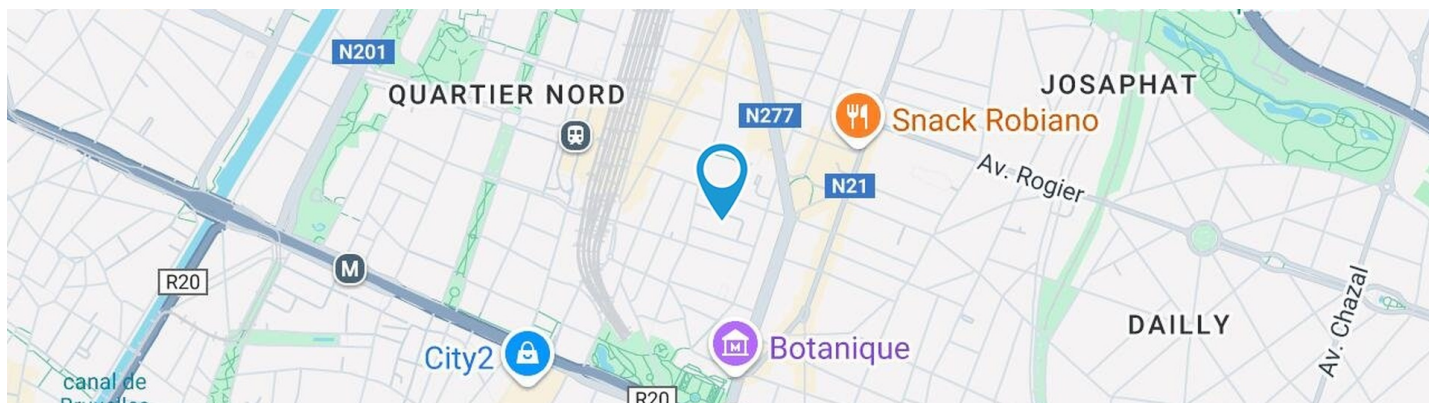 N201
QUARTIER NORD
JOSAPHAT
N277
Snack Robiano
Av. Rogier
N21
M
R20
DAILLY
Av. Chazal
City2
Botanique
canal de
R20